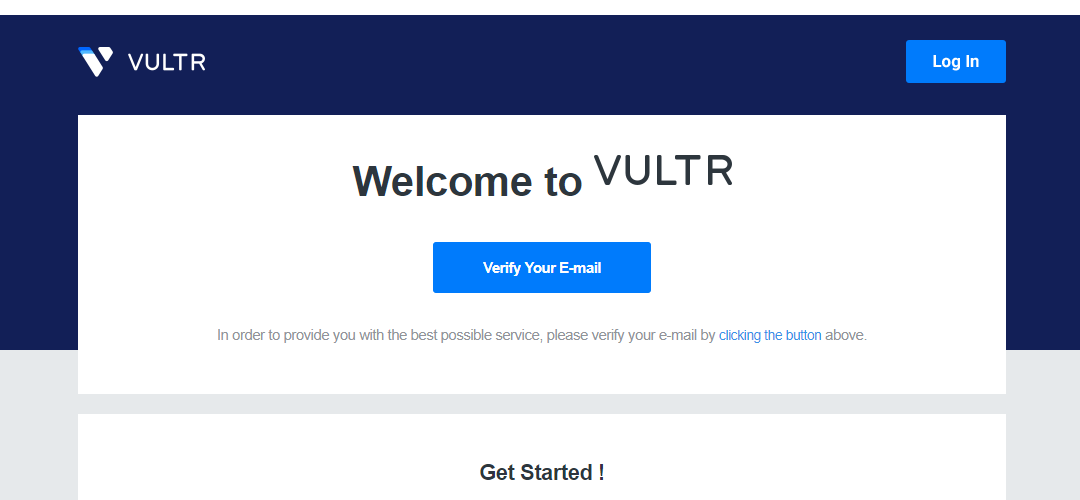 VULTR
Log In
Welcome to VULTR
Verify Your E-mail
In order to provide you with the best possible service, please verify your e-mail by clicking the button above.
Get Started !